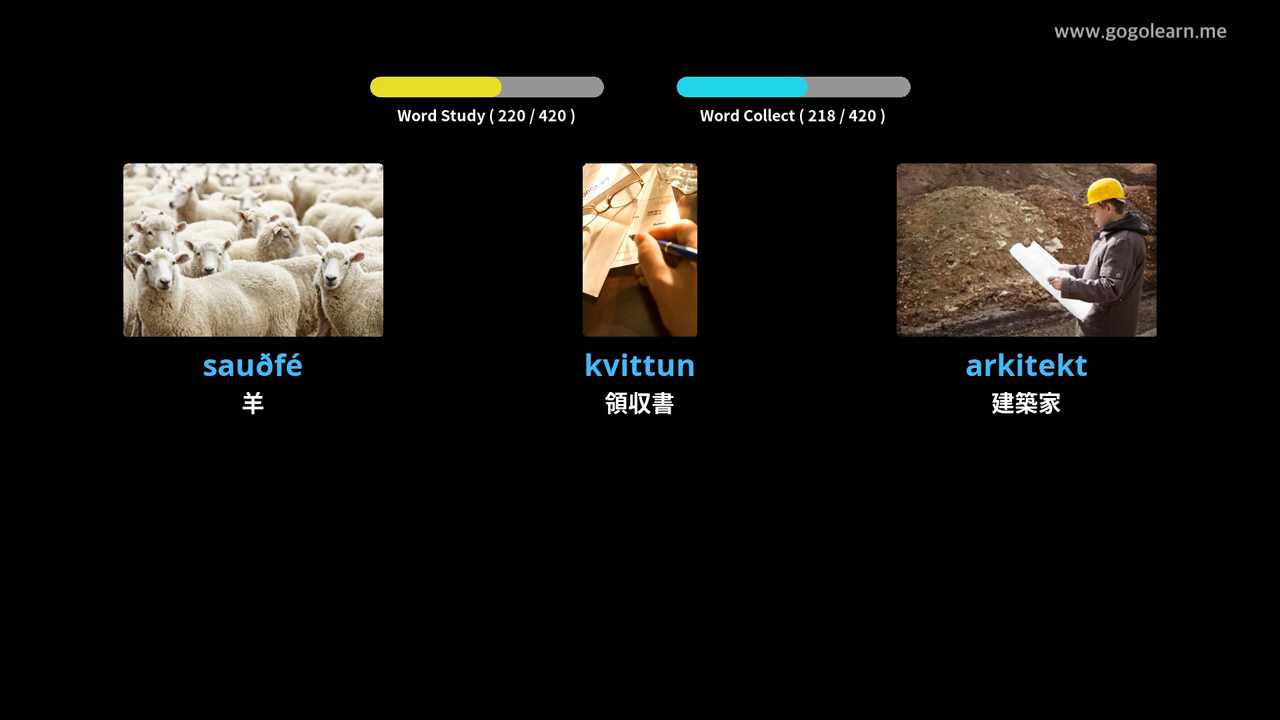 www.gogolearn.me
Word Study ( 220 / 420 )
Word Collect ( 218 / 420 )
sauðfé
kvittun
arkitekt
羊
領収書
建築家